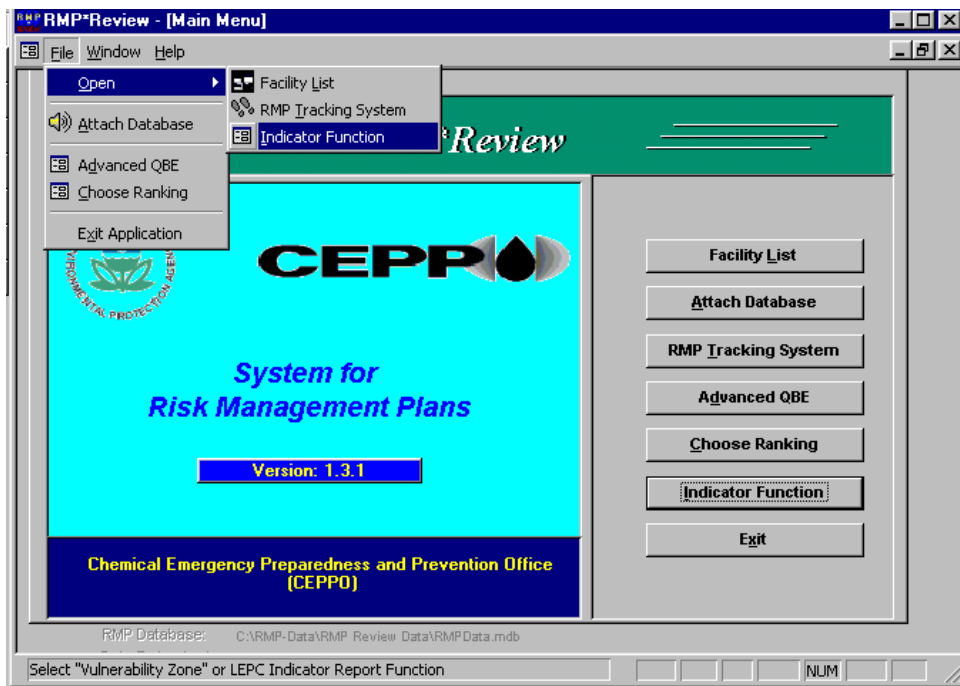 RMP*Review - [Main Menu]
File Window Help
Open
Attach Database
Advanced QBE
Choose Ranking
Exit Application
Facility List
RMP Tracking System
Indicator Function
*Review
CEPPO
PROTECTION AGENCY
System for
Risk Management Plans
Version: 1.3.1
Chemical Emergency Preparedness and Prevention Office
(CEPPO)
Facility List
Attach Database
RMP Tracking System
Advanced QBE
Choose Ranking
Indicator Function
Exit
RMP Database: C:\RMP-Data\RMP Review Data\RMPData.mdb
Select "Vulnerability Zone" or LEPC Indicator Report Function
NUM